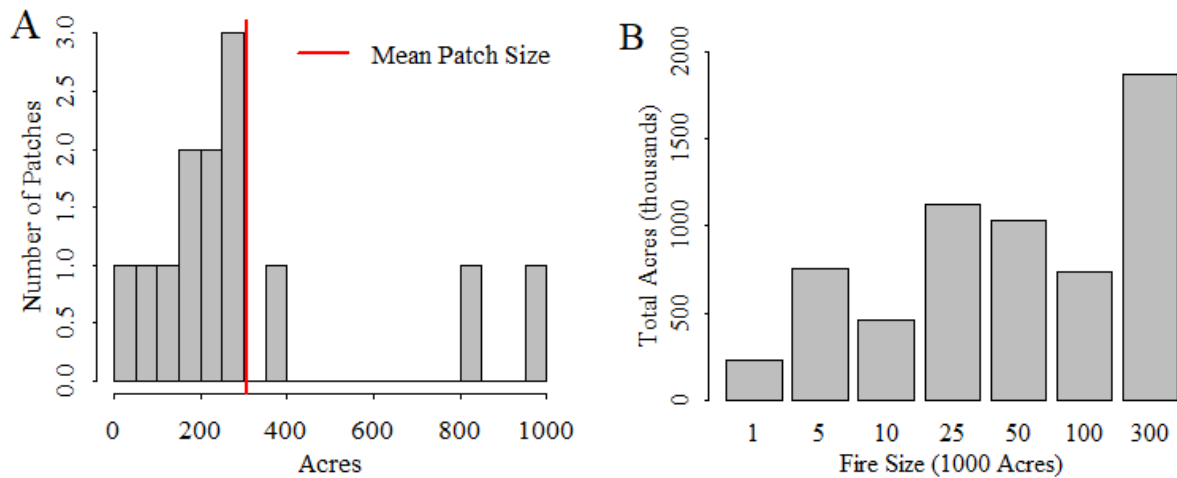 A
Number of Patches
3.0
2.5
2.0
1.5
1.0
0.5
0.0
Mean Patch Size
0 200 400 600 800 1000
Acres
B
Total Acres (thousands)
2000
1500
1000
500
0
1 5 10 25 50 100 300
Fire Size (1000 Acres)